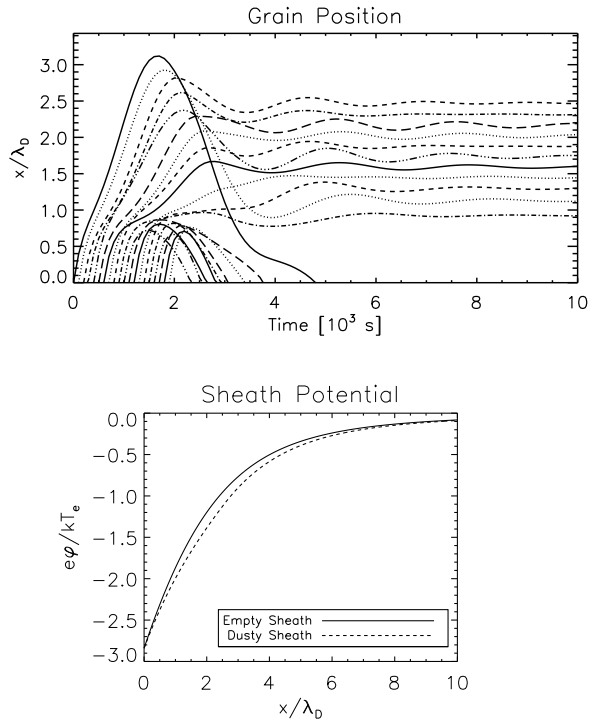 Grain Position
3.0
2.5
2.0
1.5
1.0
0.5
0.0
x/λD
0 2 4 6 8 10
Time [10³ s]
Sheath Potential
0.0
−0.5
−1.0
−1.5
−2.0
−2.5
−3.0
eφ/kTe
Empty Sheath
Dusty Sheath
0 2 4 6 8 10
x/λD